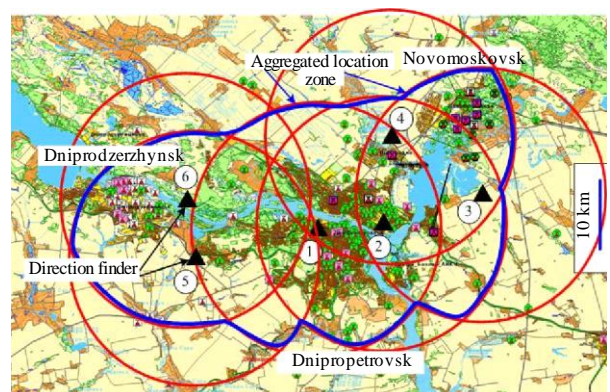 Aggregated location
zone
Novomoskovsk
4
Dniprodzerzhynsk
6
3
10 km
1
2
Direction finder
5
Dnipropetrovsk